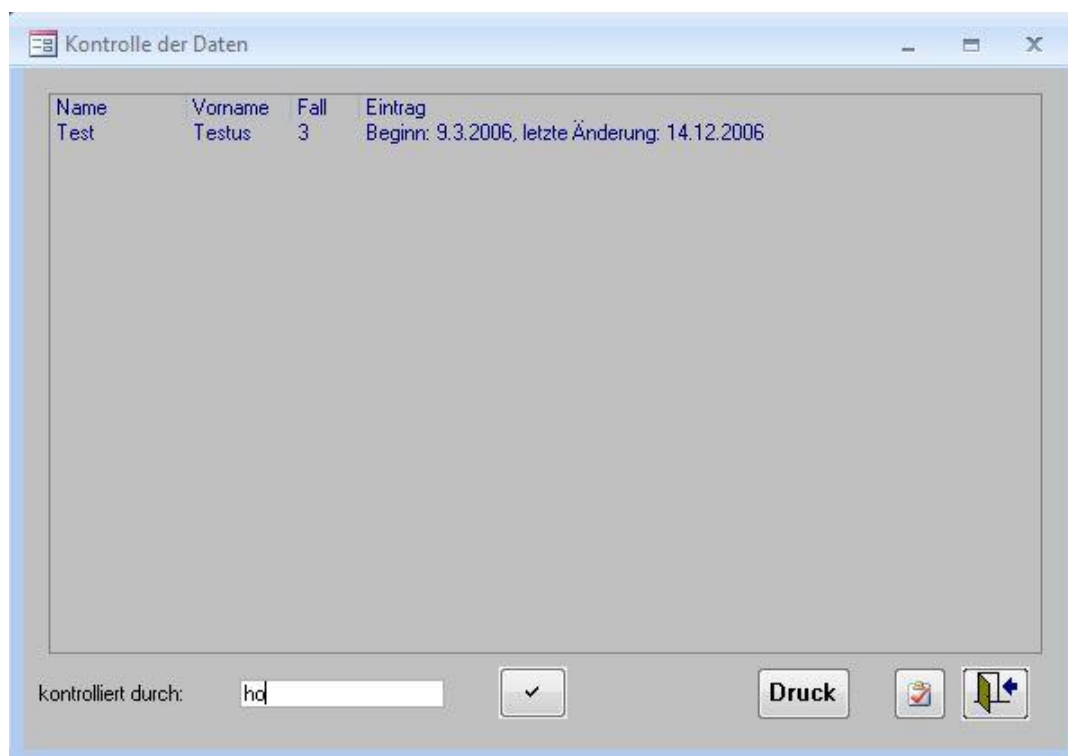 Kontrolle der Daten
Name Vorname Fall Eintrag
Test Testus 3 Beginn: 9.3.2006, letzte Änderung: 14.12.2006
kontrolliert durch: ho Druck